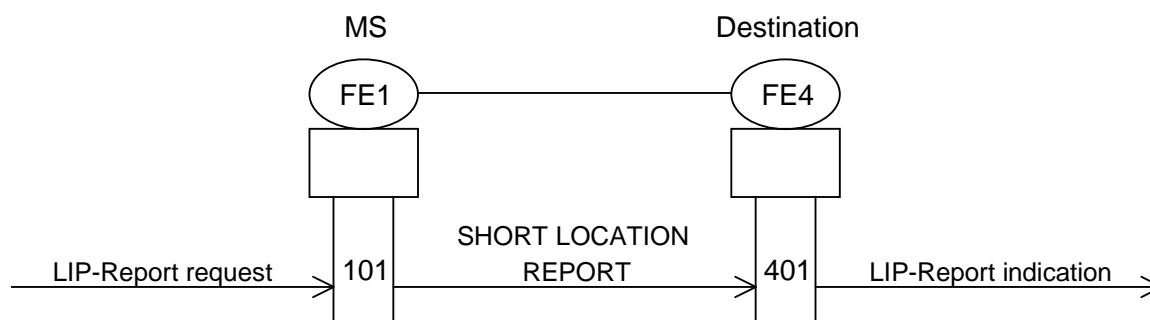 MS
Destination
FE1
FE4
SHORT LOCATION
REPORT
LIP-Report request
101
401
LIP-Report indication